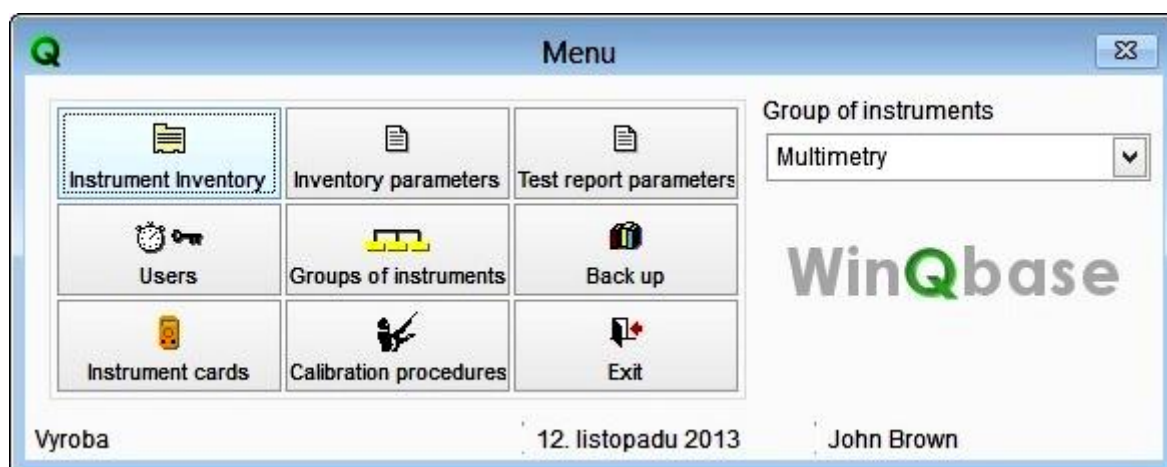 Menu
Group of instruments
Multimetry
Instrument Inventory
Inventory parameters
Test report parameters
Users
Groups of instruments
Back up
WinQbase
Instrument cards
Calibration procedures
Exit
Vyroba
12. listopadu 2013
John Brown